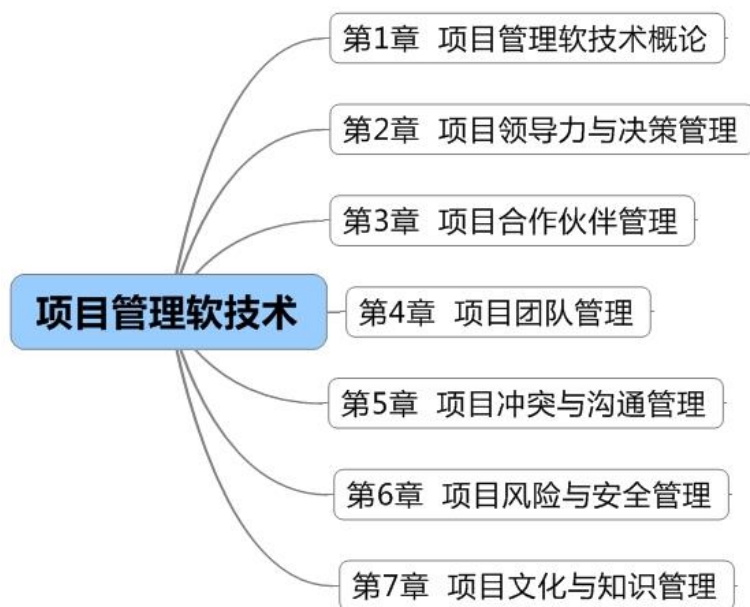 第1章 项目管理软技术概论
第2章 项目领导力与决策管理
第3章 项目合作伙伴管理
项目管理软技术
第4章 项目团队管理
第5章 项目冲突与沟通管理
第6章 项目风险与安全管理
第7章 项目文化与知识管理